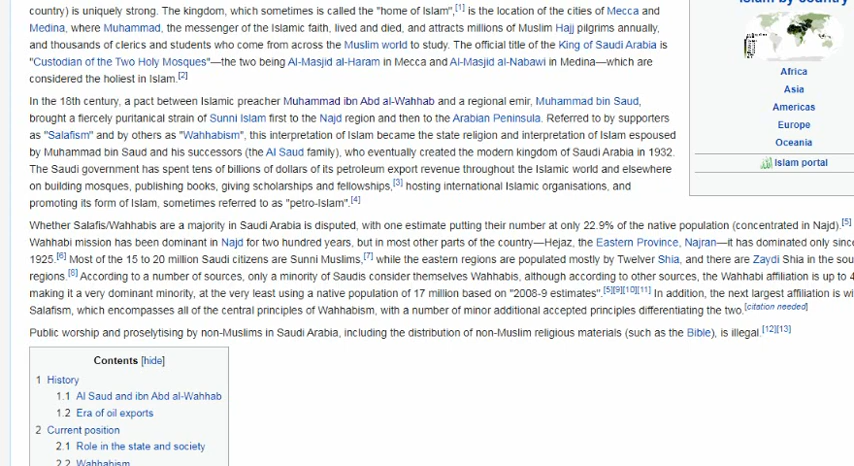 country) is uniquely strong. The kingdom, which sometimes is called the "home of Islam",[1] is the location of the cities of Mecca and
Medina, where Muhammad, the messenger of the Islamic faith, lived and died, and attracts millions of Muslim Hajj pilgrims annually,
and thousands of clerics and students who come from across the Muslim world to study. The official title of the King of Saudi Arabia is
"Custodian of the Two Holy Mosques"—the two being Al-Masjid al-Haram in Mecca and Al-Masjid al-Nabawi in Medina—which are
considered the holiest in Islam.[2]
In the 18th century, a pact between Islamic preacher Muhammad ibn Abd al-Wahhab and a regional emir, Muhammad bin Saud,
brought a fiercely puritanical strain of Sunni Islam first to the Najd region and then to the Arabian Peninsula. Referred to by supporters
as "Salafism" and by others as "Wahhabism", this interpretation of Islam became the state religion and interpretation of Islam espoused
by Muhammad bin Saud and his successors (the Al Saud family), who eventually created the modern kingdom of Saudi Arabia in 1932.
The Saudi government has spent tens of billions of dollars of its petroleum export revenue throughout the Islamic world and elsewhere
on building mosques, publishing books, giving scholarships and fellowships,[3] hosting international Islamic organisations, and
promoting its form of Islam, sometimes referred to as "petro-Islam".[4]
Whether Salafis/Wahhabis are a majority in Saudi Arabia is disputed, with one estimate putting their number at only 22.9% of the native population (concentrated in Najd).[5]
Wahhabi mission has been dominant in Najd for two hundred years, but in most other parts of the country—Hejaz, the Eastern Province, Najran—it has dominated only since
1925.[6] Most of the 15 to 20 million Saudi citizens are Sunni Muslims,[7] while the eastern regions are populated mostly by Twelver Shia, and there are Zaydi Shia in the sou
regions.[8] According to a number of sources, only a minority of Saudis consider themselves Wahhabis, although according to other sources, the Wahhabi affiliation is up to 4
making it a very dominant minority, at the very least using a native population of 17 million based on "2008-9 estimates".[5][9][10][11] In addition, the next largest affiliation is wi
Salafism, which encompasses all of the central principles of Wahhabism, with a number of minor additional accepted principles differentiating the two.[citation needed]
Public worship and proselytising by non-Muslims in Saudi Arabia, including the distribution of non-Muslim religious materials (such as the Bible), is illegal.[12][13]
Contents [hide]
1 History
1.1 Al Saud and ibn Abd al-Wahhab
1.2 Era of oil exports
2 Current position
2.1 Role in the state and society
2.2 Wahhabism
Islam by country
Africa
Asia
Americas
Europe
Oceania
Islam portal